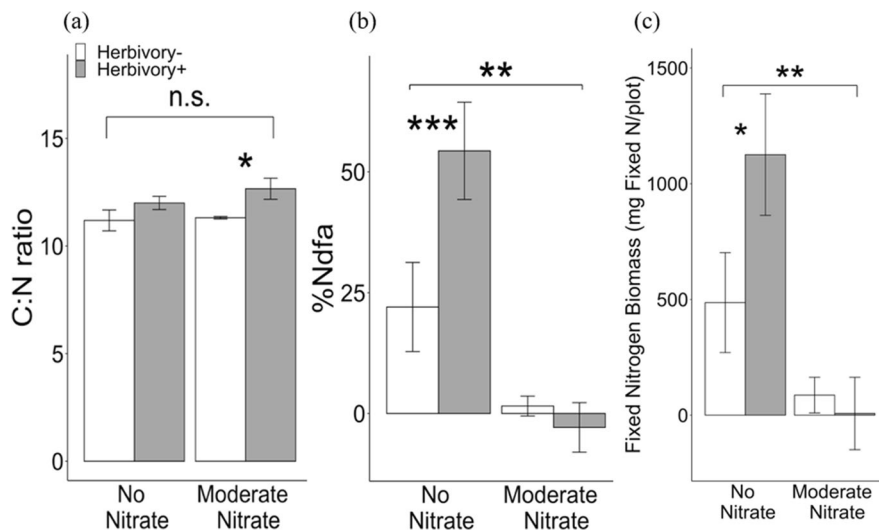 (a)
Herbivory-
Herbivory+
n.s.
*
15
10
5
0
C:N ratio
No
Nitrate
Moderate
Nitrate
(b)
**
***
50
25
0
%Ndfa
No
Nitrate
Moderate
Nitrate
(c)
**
*
1500
1000
500
0
Fixed Nitrogen Biomass (mg Fixed N/plot)
No
Nitrate
Moderate
Nitrate